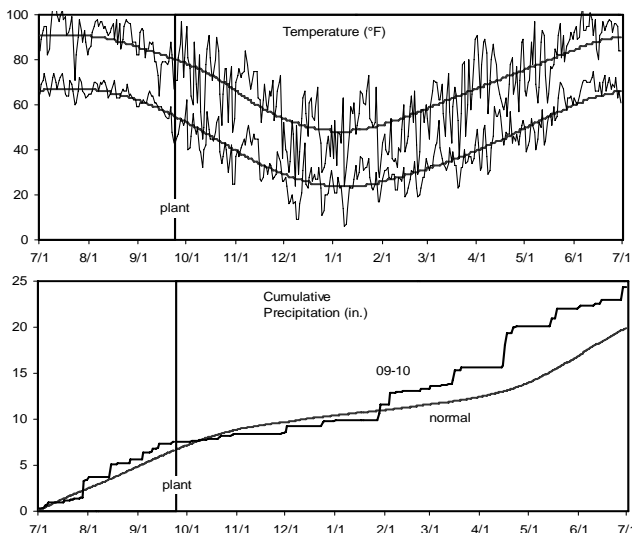 100
Temperature (°F)
80
60
40
20
plant
0
7/1 8/1 9/1 10/1 11/1 12/1 1/1 2/1 3/1 4/1 5/1 6/1 7/1
25
Cumulative
Precipitation (in.)
20
15
09-10
10
normal
5
plant
0
7/1 8/1 9/1 10/1 11/1 12/1 1/1 2/1 3/1 4/1 5/1 6/1 7/1